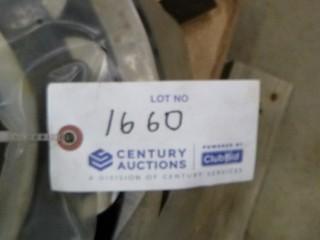 LOT NO
1660
CENTURY AUCTIONS
POWERED BY
ClubBid
A DIVISION OF CENTURY SERVICES